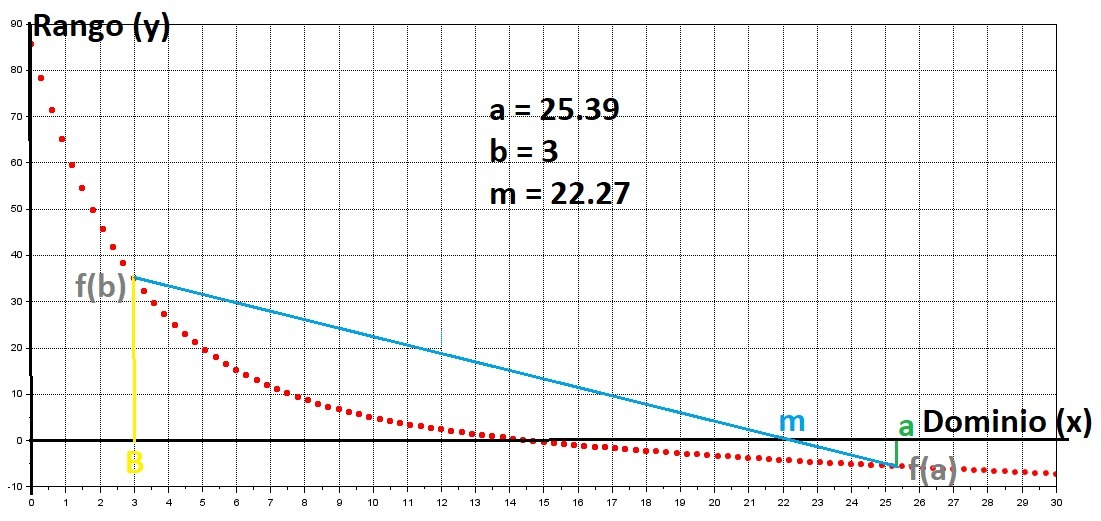 90
Rango (y)
80
70
60
50
40
30
20
10
0
-10
a = 25.39
b = 3
m = 22.27
f(b)
B
m
a
Dominio (x)
f(a)
0 1 2 3 4 5 6 7 8 9 10 11 12 13 14 15 16 17 18 19 20 21 22 23 24 25 26 27 28 29 30